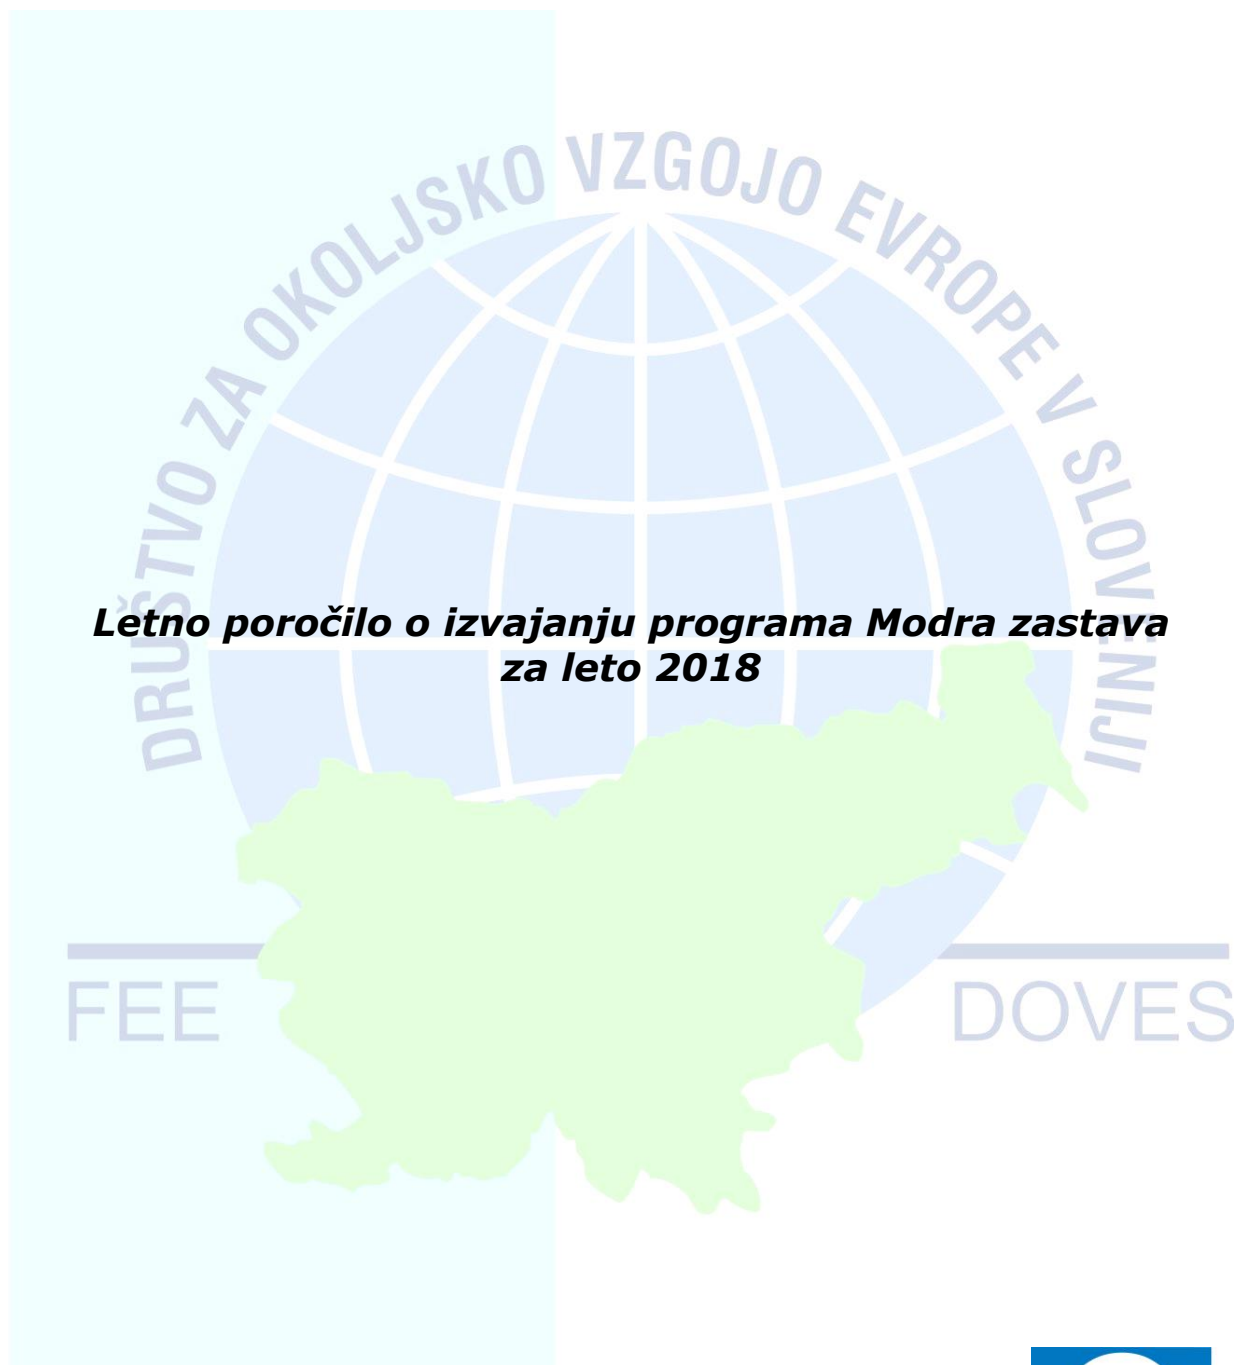 DRUŠTVO ZA OKOLJSKO VZGOJO EVROPE V SLOVENIJI
Letno poročilo o izvajanju programa Modra zastava
za leto 2018
FEE
DOVES